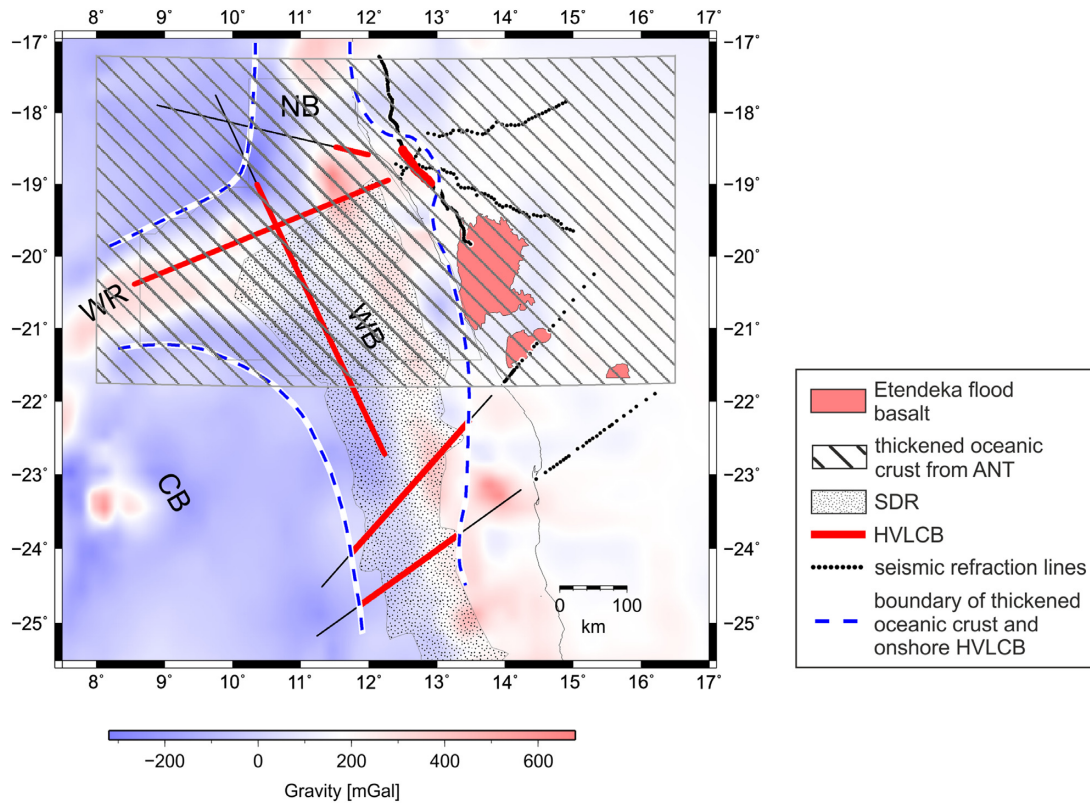 8° 9° 10° 11° 12° 13° 14° 15° 16° 17°
−17° −17°
−18° −18°
−19° −19°
−20° −20°
−21° −21°
−22° −22°
−23° −23°
−24° −24°
−25° −25°
NB
WR
WB
CB
0 100
km
8° 9° 10° 11° 12° 13° 14° 15° 16° 17°
Etendeka flood
basalt
thickened oceanic
crust from ANT
SDR
HVLCB
seismic refraction lines
boundary of thickened
oceanic crust and
onshore HVLCB
−200 0 200 400 600
Gravity [mGal]